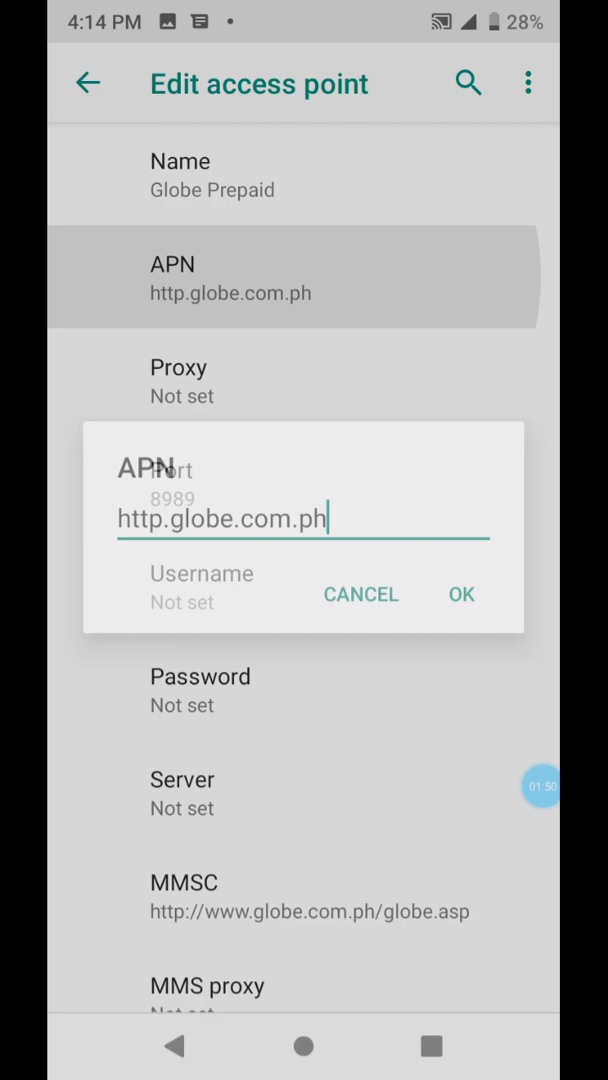 4:14 PM
28%
Edit access point
Name
Globe Prepaid
APN
http.globe.com.ph
Proxy
Not set
APN
Port
8989
http.globe.com.ph
Username
Not set
CANCEL
OK
Password
Not set
Server
Not set
01:50
MMSC
http://www.globe.com.ph/globe.asp
MMS proxy
Not set